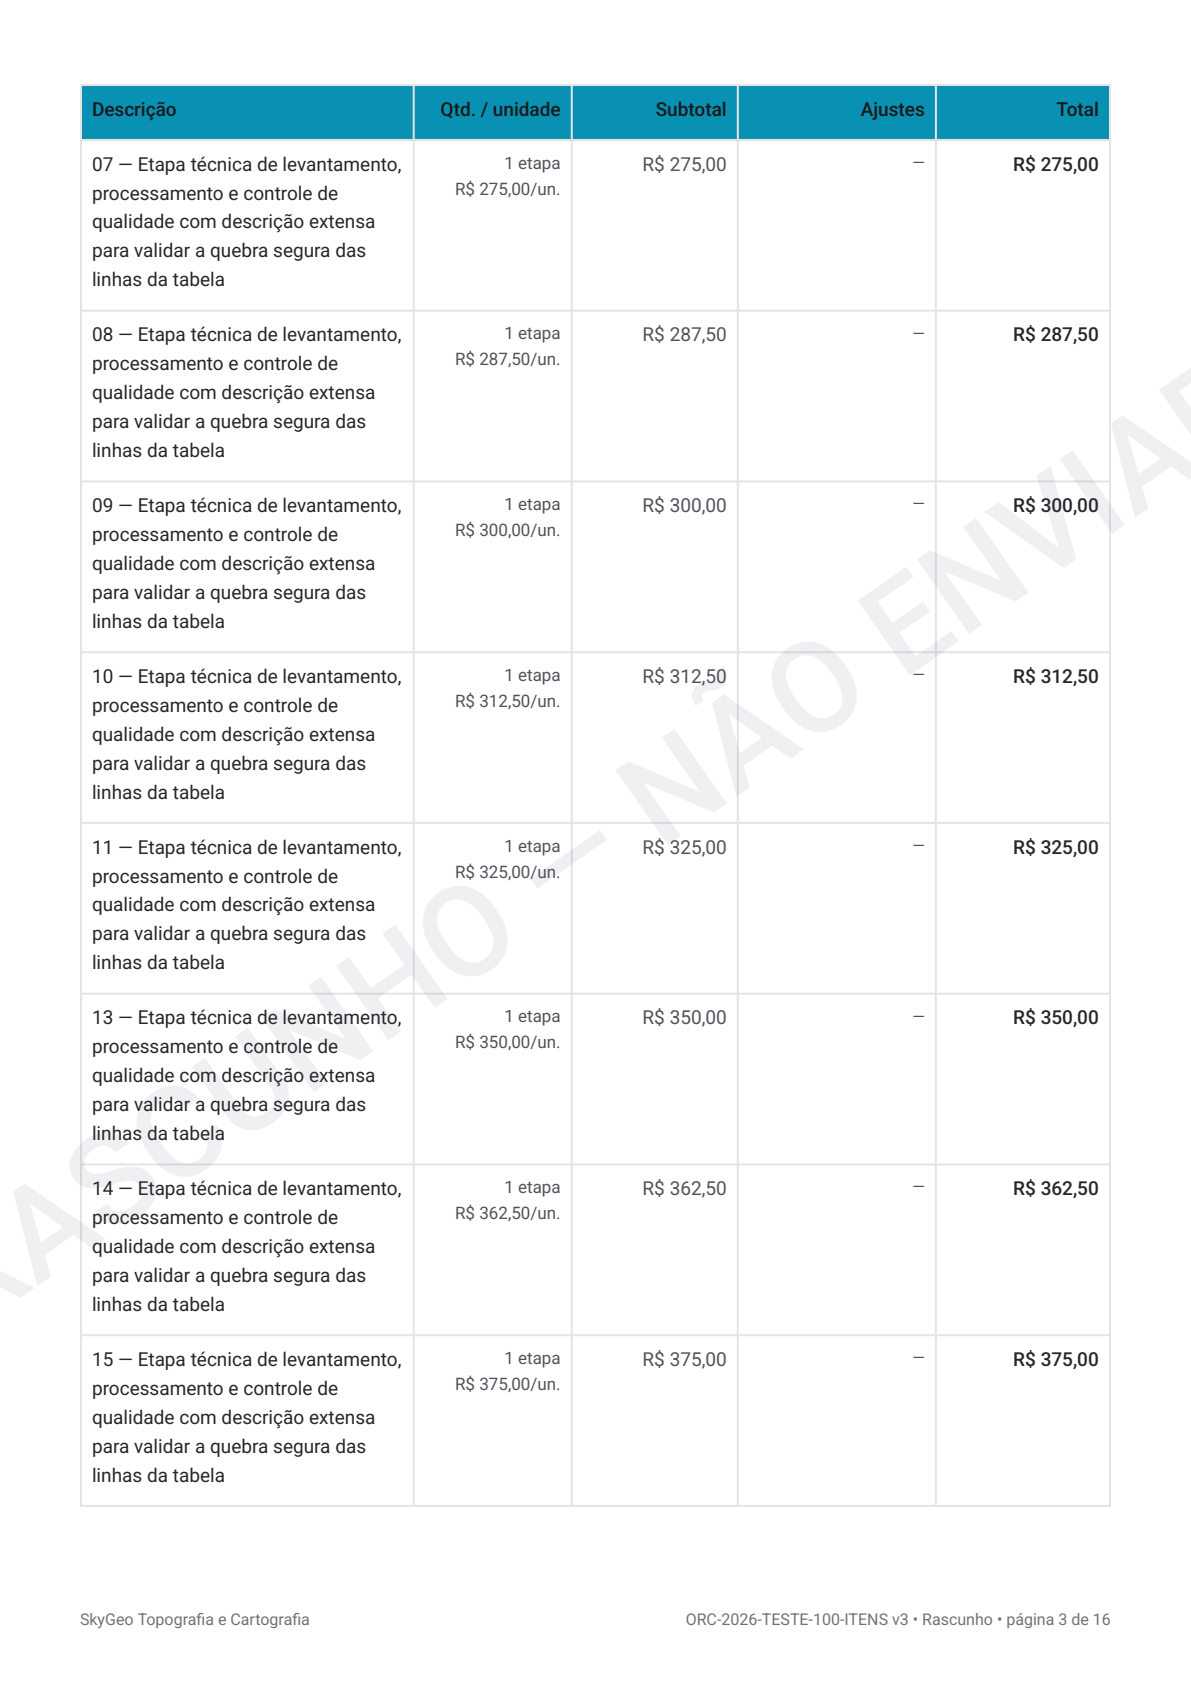 Descrição Qtd. / unidade Subtotal Ajustes Total
07 — Etapa técnica de levantamento, 1 etapa R$ 275,00 — R$ 275,00
processamento e controle de R$ 275,00/un.
qualidade com descrição extensa
para validar a quebra segura das
linhas da tabela
08 — Etapa técnica de levantamento, 1 etapa R$ 287,50 — R$ 287,50
processamento e controle de R$ 287,50/un.
qualidade com descrição extensa
para validar a quebra segura das
linhas da tabela
09 — Etapa técnica de levantamento, 1 etapa R$ 300,00 — R$ 300,00
processamento e controle de R$ 300,00/un.
qualidade com descrição extensa
para validar a quebra segura das
linhas da tabela
10 — Etapa técnica de levantamento, 1 etapa R$ 312,50 — R$ 312,50
processamento e controle de R$ 312,50/un.
qualidade com descrição extensa
para validar a quebra segura das
linhas da tabela
11 — Etapa técnica de levantamento, 1 etapa R$ 325,00 — R$ 325,00
processamento e controle de R$ 325,00/un.
qualidade com descrição extensa
para validar a quebra segura das
linhas da tabela
13 — Etapa técnica de levantamento, 1 etapa R$ 350,00 — R$ 350,00
processamento e controle de R$ 350,00/un.
qualidade com descrição extensa
para validar a quebra segura das
linhas da tabela
14 — Etapa técnica de levantamento, 1 etapa R$ 362,50 — R$ 362,50
processamento e controle de R$ 362,50/un.
qualidade com descrição extensa
para validar a quebra segura das
linhas da tabela
15 — Etapa técnica de levantamento, 1 etapa R$ 375,00 — R$ 375,00
processamento e controle de R$ 375,00/un.
qualidade com descrição extensa
para validar a quebra segura das
linhas da tabela
RASCUNHO — NÃO ENVIAR
SkyGeo Topografia e Cartografia ORC-2026-TESTE-100-ITENS v3 • Rascunho • página 3 de 16